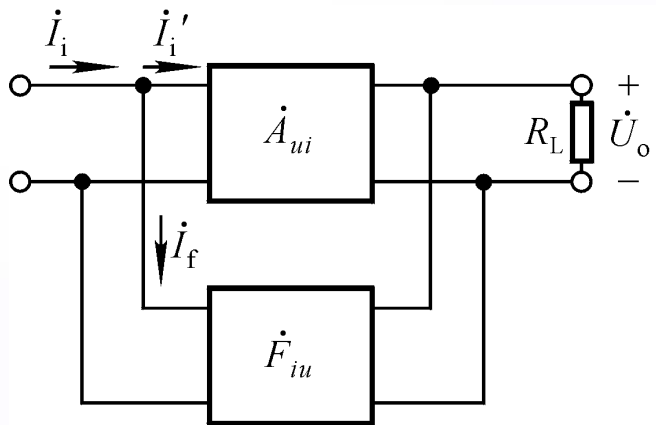 İ_i İ_i′
Ȧ_ui R_L + U̇_o −
İ_f
Ḟ_iu